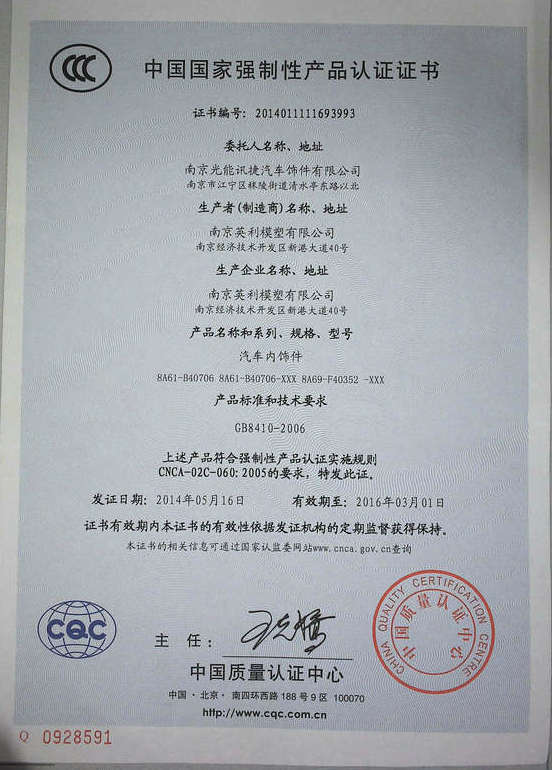 CCC
中国国家强制性产品认证证书
证书编号：2014011111693993
委托人名称、地址
南京光能讯捷汽车饰件有限公司
南京市江宁区秣陵街道清水亭东路以北
生产者(制造商)名称、地址
南京英利模塑有限公司
南京经济技术开发区新港大道40号
生产企业名称、地址
南京英利模塑有限公司
南京经济技术开发区新港大道40号
产品名称和系列、规格、型号
汽车内饰件
8A61-B40706 8A61-B40706-XXX 8A69-F40352 -XXX
产品标准和技术要求
GB8410-2006
上述产品符合强制性产品认证实施规则
CNCA-02C-060:2005的要求，特发此证。
发证日期：2014年05月16日 有效期至：2016年03月01日
证书有效期内本证书的有效性依据发证机构的定期监督获得保持。
本证书的相关信息可通过国家认监委网站www.cnca.gov.cn查询
CQC
主 任：
中国质量认证中心
中国·北京·南四环西路188号9区 100070
http://www.cqc.com.cn
CHINA QUALITY CERTIFICATION CENTRE
中国质量认证中心
Q 0928591